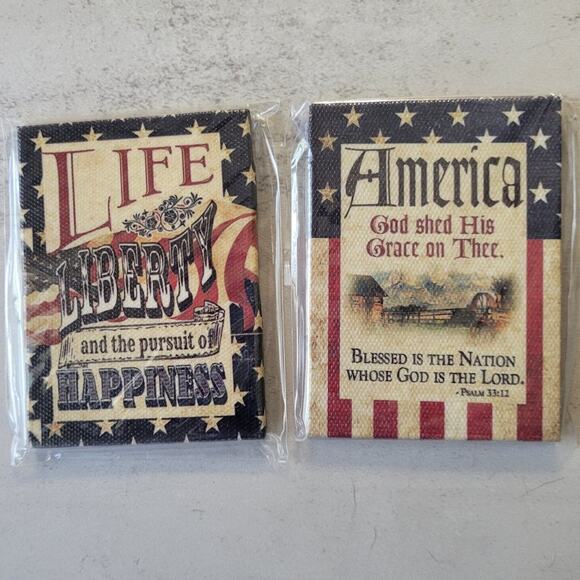 LIFE
LIBERTY
and the pursuit of
HAPPINESS
America
God shed His
Grace on Thee.
BLESSED IS THE NATION
WHOSE GOD IS THE LORD.
- PSALM 33:12